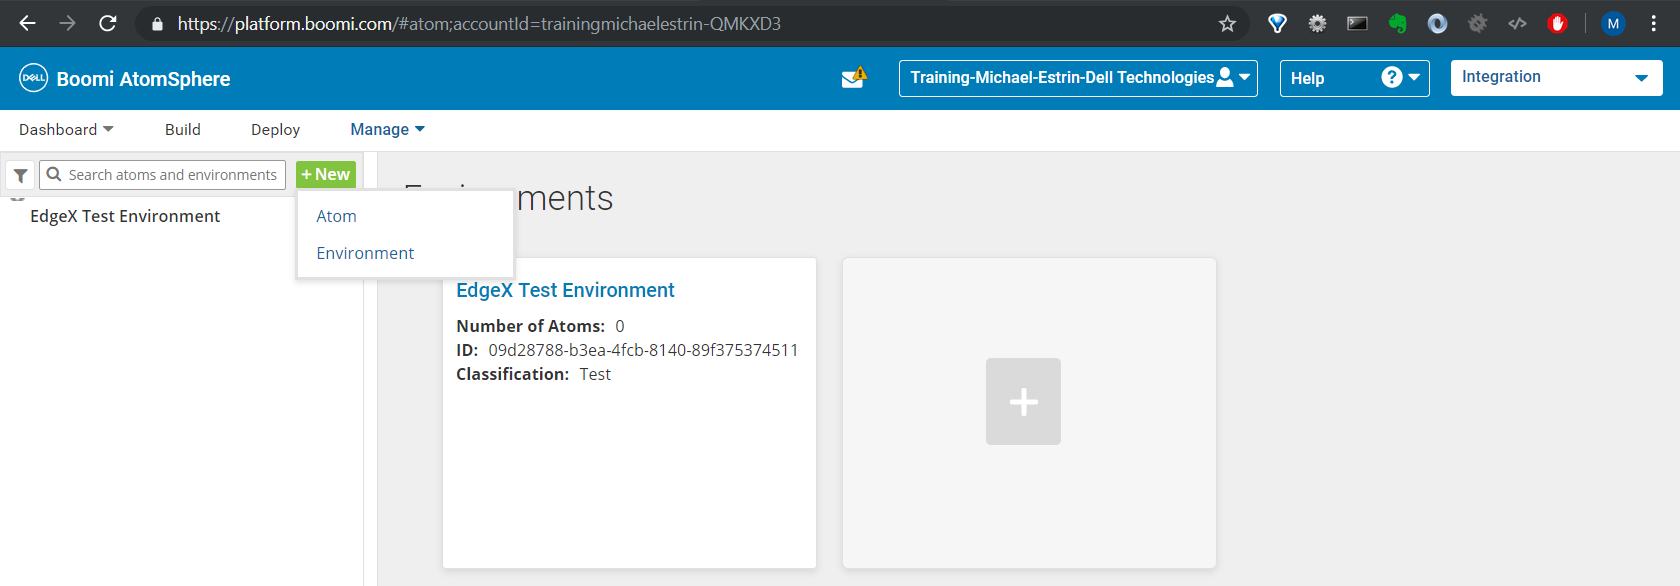 https://platform.boomi.com/#atom;accountId=trainingmichaelestrin-QMKXD3
M
DELL Boomi AtomSphere
Training-Michael-Estrin-Dell Technologies
Help ?
Integration
Dashboard Build Deploy Manage
Search atoms and environments
+ New
ments
EdgeX Test Environment
Atom
Environment
EdgeX Test Environment
Number of Atoms: 0
ID: 09d28788-b3ea-4fcb-8140-89f375374511
Classification: Test